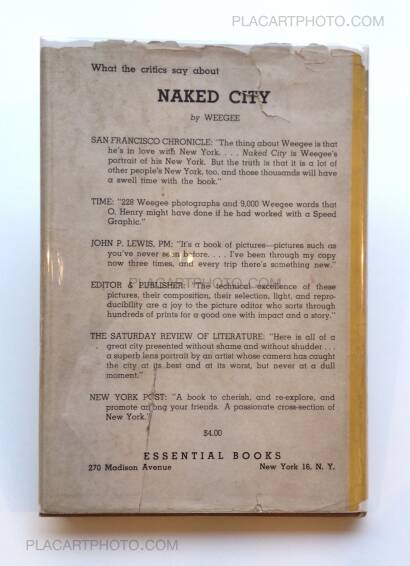 PLACARTPHOTO.COM
What the critics say about
NAKED CITY
by WEEGEE
SAN FRANCISCO CHRONICLE: "The thing about Weegee is that
he's in love with New York. . . . Naked City is Weegee's
portrait of his New York. But the truth is that it is a lot of
other people's New York, too, and those thousands will have
a swell time with the book."
TIME: "228 Weegee photographs and 9,000 Weegee words that
O. Henry might have done if he had worked with a Speed
Graphic."
JOHN P. LEWIS, PM: "It's a book of pictures—pictures such as
you've never seen before. . . . I've been through my copy
now three times, and every trip there's something new."
PLACARTPHOTO.COM
EDITOR & PUBLISHER: "The technical excellence of these
pictures, their composition, their selection, light, and repro-
ducibility are a joy to the picture editor who sorts through
hundreds of prints for a good one with impact and a story."
THE SATURDAY REVIEW OF LITERATURE: "Here is all of a
great city presented without shame and without shudder . . .
a superb lens portrait by an artist whose camera has caught
the city at its best and at its worst, but never at a dull
moment."
NEW YORK POST: "A book to cherish, and re-explore, and
promote among your friends. A passionate cross-section of
New York."
$4.00
ESSENTIAL BOOKS
270 Madison Avenue New York 16, N. Y.
PLACARTPHOTO.COM